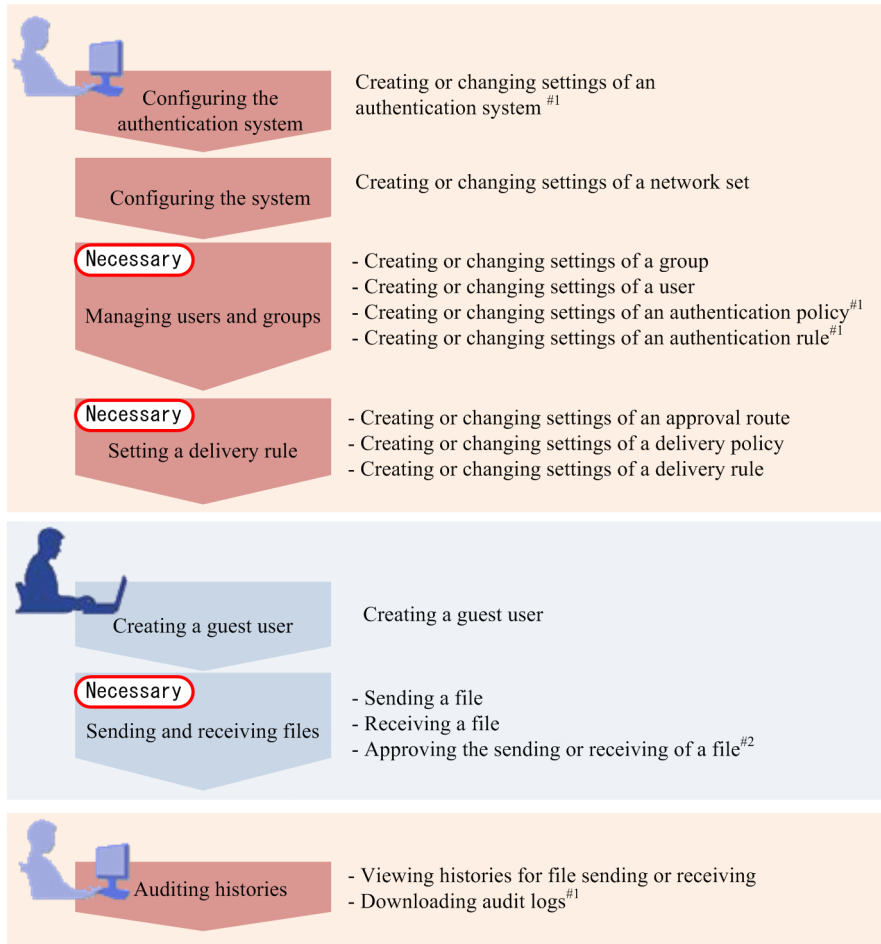 Configuring the
authentication system
Creating or changing settings of an
authentication system #1
Configuring the system
Creating or changing settings of a network set
Necessary
Managing users and groups
- Creating or changing settings of a group
- Creating or changing settings of a user
- Creating or changing settings of an authentication policy#1
- Creating or changing settings of an authentication rule#1
Necessary
Setting a delivery rule
- Creating or changing settings of an approval route
- Creating or changing settings of a delivery policy
- Creating or changing settings of a delivery rule
Creating a guest user
Creating a guest user
Necessary
Sending and receiving files
- Sending a file
- Receiving a file
- Approving the sending or receiving of a file#2
Auditing histories
- Viewing histories for file sending or receiving
- Downloading audit logs#1